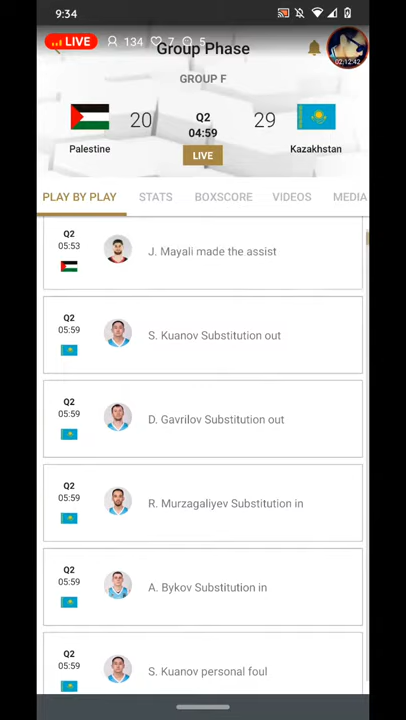 9:34
LIVE 134 7 5
Group Phase
02:12:42
GROUP F
20 Q2 29
04:59
Palestine LIVE Kazakhstan
PLAY BY PLAY STATS BOXSCORE VIDEOS MEDIA
Q2
05:53
J. Mayali made the assist
Q2
05:59
S. Kuanov Substitution out
Q2
05:59
D. Gavrilov Substitution out
Q2
05:59
R. Murzagaliyev Substitution in
Q2
05:59
A. Bykov Substitution in
Q2
05:59
S. Kuanov personal foul